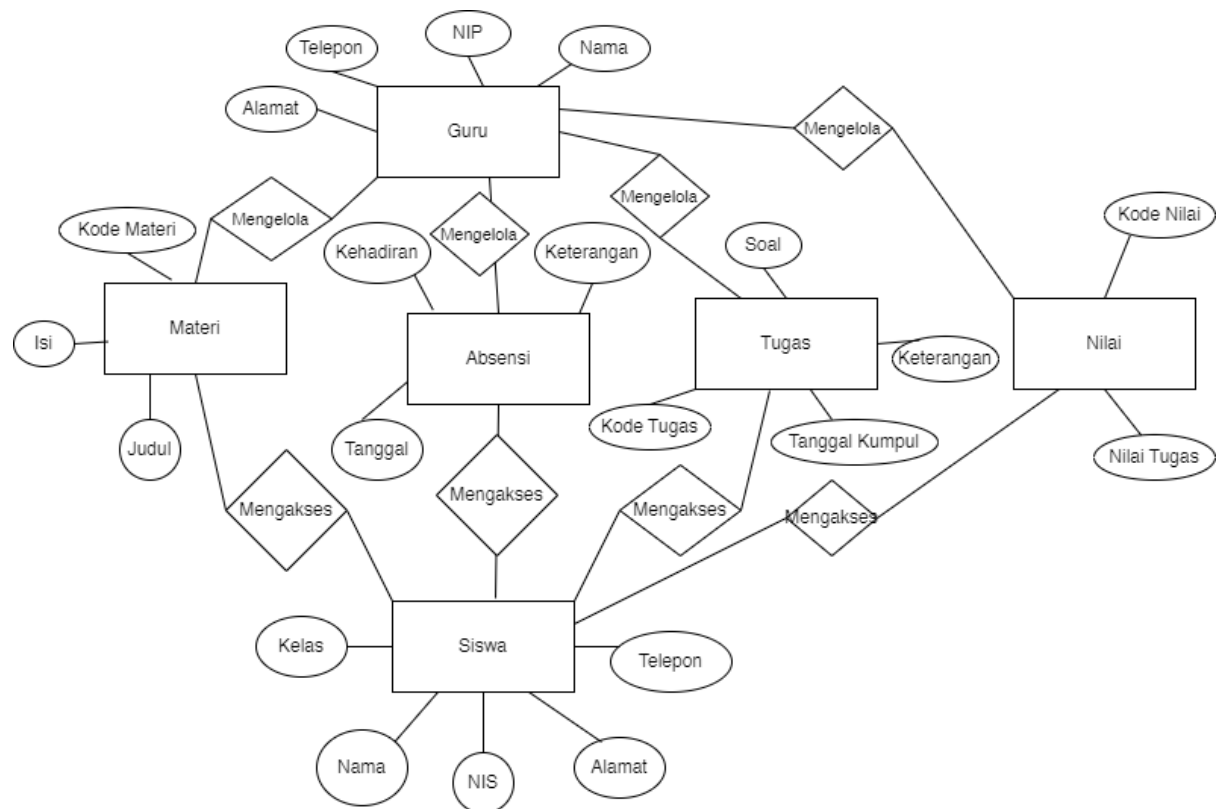 NIP
Telepon
Nama
Alamat
Guru
Mengelola
Mengelola
Mengelola
Mengelola
Kode Materi
Kehadiran
Keterangan
Soal
Kode Nilai
Materi
Isi
Judul
Absensi
Tanggal
Tugas
Keterangan
Kode Tugas
Tanggal Kumpul
Nilai
Nilai Tugas
Mengakses
Mengakses
Mengakses
Mengakses
Kelas
Siswa
Telepon
Nama
NIS
Alamat